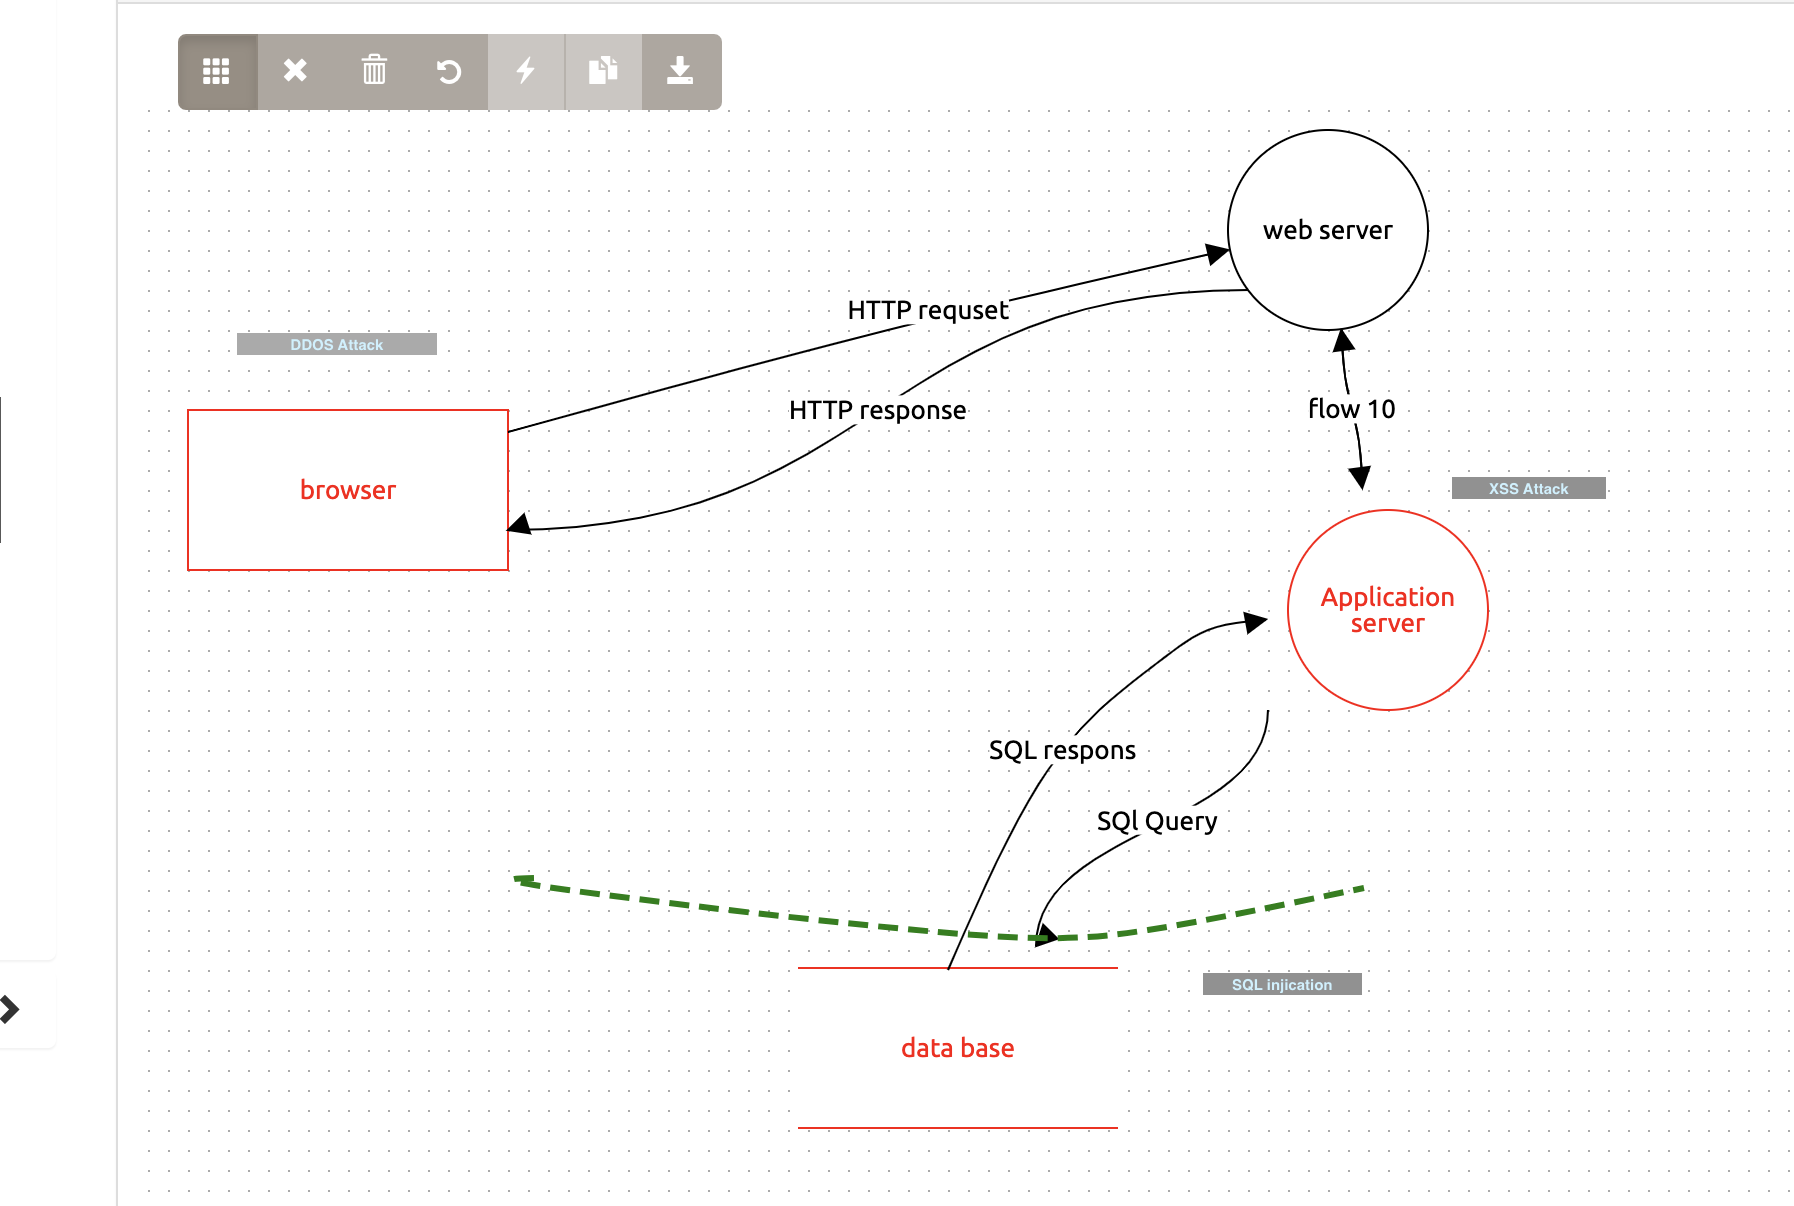 web server
HTTP requset
DDOS Attack
HTTP response
flow 10
browser
XSS Attack
Application
server
SQL respons
SQl Query
SQL injication
data base